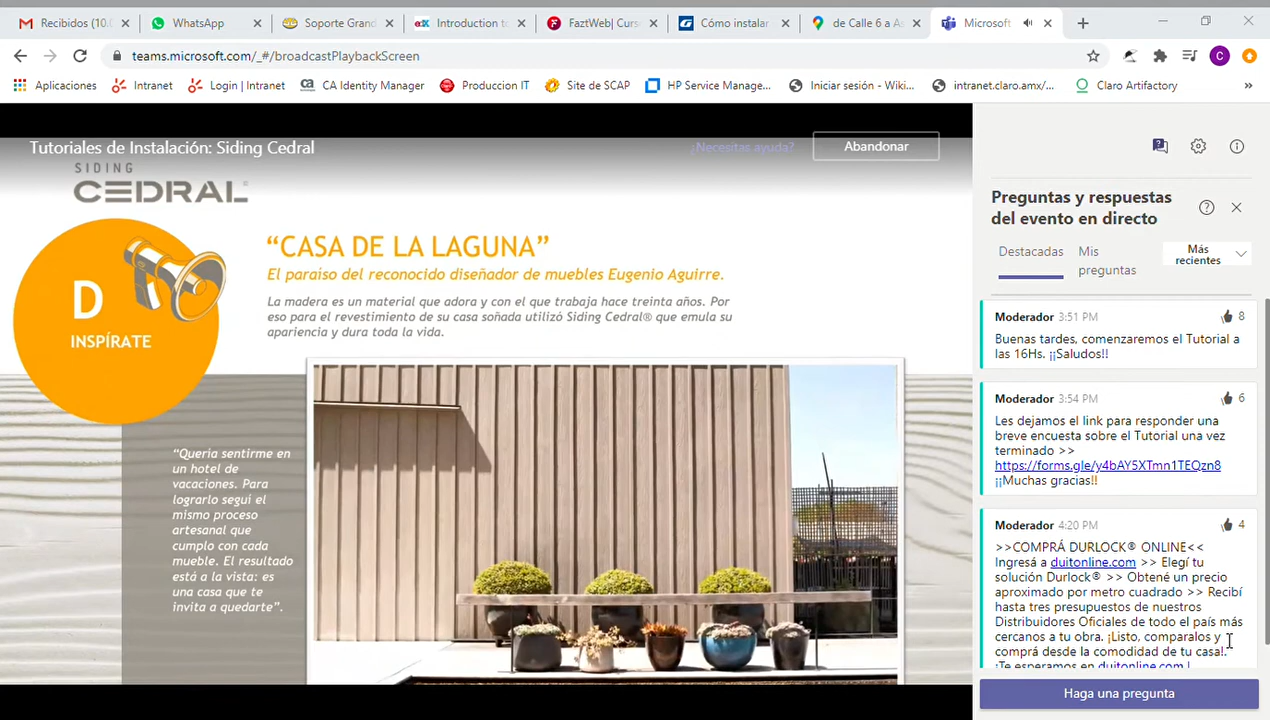 Recibidos (10.
WhatsApp
Soporte Grand
Introduction ta
FaztWeb| Curs
Cómo instalar
de Calle 6 a As
Microsoft
teams.microsoft.com/_#/broadcastPlaybackScreen
C
Aplicaciones
Intranet
Login | Intranet
CA Identity Manager
Produccion IT
Site de SCAP
HP Service Manage...
Iniciar sesión - Wiki...
intranet.claro.amx/...
Claro Artifactory
Tutoriales de Instalación: Siding Cedral
¿Necesitas ayuda?
Abandonar
SIDING
CEDRAL
D
INSPÍRATE
“CASA DE LA LAGUNA”
El paraíso del reconocido diseñador de muebles Eugenio Aguirre.
La madera es un material que adora y con el que trabaja hace treinta años. Por
eso para el revestimiento de su casa soñada utilizó Siding Cedral® que emula su
apariencia y dura toda la vida.
“Quería sentirme en
un hotel de
vacaciones. Para
lograrlo seguí el
mismo proceso
artesanal que
cumplo con cada
mueble. El resultado
está a la vista: es
una casa que te
invita a quedarte”.
Preguntas y respuestas
del evento en directo
Destacadas
Mis
preguntas
Más
recientes
Moderador 3:51 PM
8
Buenas tardes, comenzaremos el Tutorial a
las 16Hs. ¡¡Saludos!!
Moderador 3:54 PM
6
Les dejamos el link para responder una
breve encuesta sobre el Tutorial una vez
terminado >>
https://forms.gle/y4bAY5XTmn1TEQzn8
¡¡Muchas gracias!!
Moderador 4:20 PM
4
>>COMPRÁ DURLOCK® ONLINE<<
Ingresá a duitonline.com >> Elegí tu
solución Durlock® >> Obtené un precio
aproximado por metro cuadrado >> Recibí
hasta tres presupuestos de nuestros
Distribuidores Oficiales de todo el país más
cercanos a tu obra. ¡Listo, comparalos y
comprá desde la comodidad de tu casa!.
¡Te esperamos en duitonline.com !
Haga una pregunta